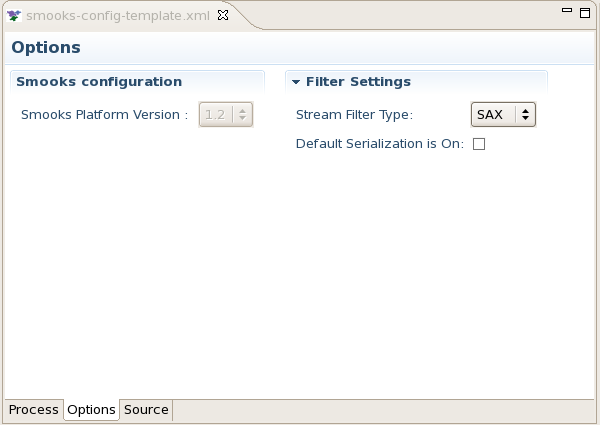 smooks-config-template.xml
Options
Smooks configuration
Smooks Platform Version :
1.2
Filter Settings
Stream Filter Type:
SAX
Default Serialization is On:
Process Options Source